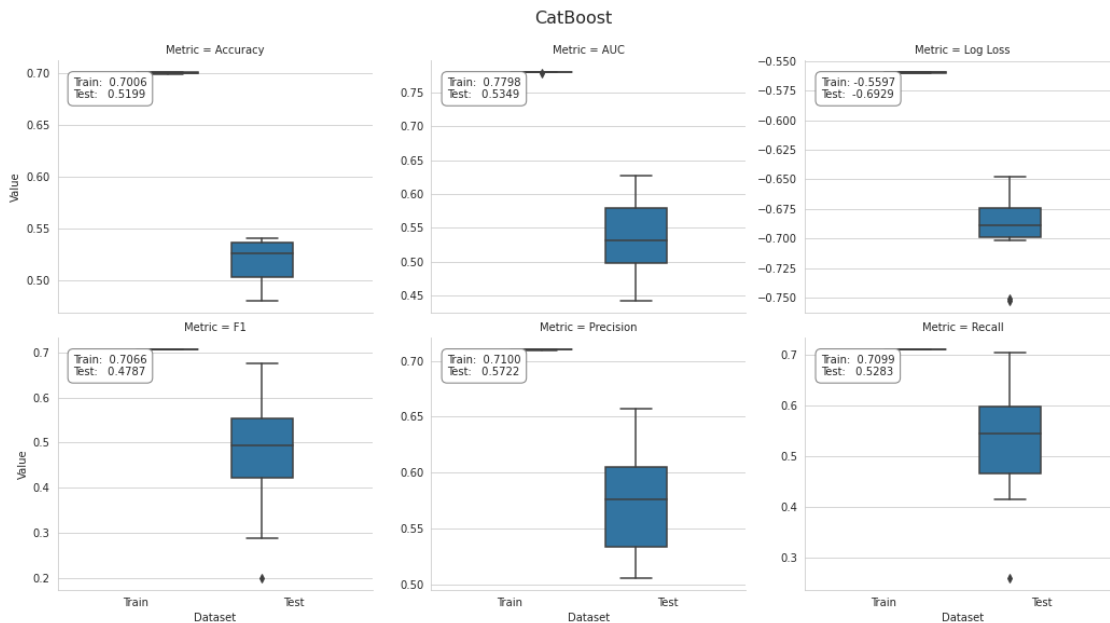 CatBoost
Metric = Accuracy
0.70
0.65
0.60
0.55
0.50
Value
Train: 0.7006
Test: 0.5199
Metric = AUC
0.75
0.70
0.65
0.60
0.55
0.50
0.45
Train: 0.7798
Test: 0.5349
Metric = Log Loss
−0.550
−0.575
−0.600
−0.625
−0.650
−0.675
−0.700
−0.725
−0.750
Train: -0.5597
Test: -0.6929
Metric = F1
0.7
0.6
0.5
0.4
0.3
0.2
Value
Train: 0.7066
Test: 0.4787
Train
Test
Dataset
Metric = Precision
0.70
0.65
0.60
0.55
0.50
Train: 0.7100
Test: 0.5722
Train
Test
Dataset
Metric = Recall
0.7
0.6
0.5
0.4
0.3
Train: 0.7099
Test: 0.5283
Train
Test
Dataset